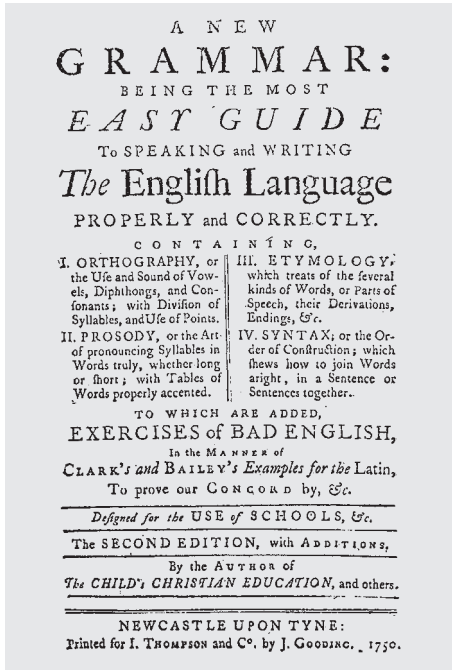 A NEW
GRAMMAR:
BEING THE MOST
EASY GUIDE
To SPEAKING and WRITING
The Engliſh Language
PROPERLY and CORRECTLY.
CONTAINING,
I. ORTHOGRAPHY, or
the Uſe and Sound of Vow-
els, Diphthongs, and Con-
ſonants; with Diviſion of
Syllables, and Uſe of Points.
II. PROSODY, or the Art
of pronouncing Syllables in
Words truly, whether long
or ſhort; with Tables of
Words properly accented.
III. ETYMOLOGY,
which treats of the ſeveral
kinds of Words, or Parts of
Speech, their Derivations,
Endings, &c.
IV. SYNTAX; or the Or-
der of Conſtruction; which
ſhews how to join Words
aright, in a Sentence or
Sentences together.
TO WHICH ARE ADDED,
EXERCISES of BAD ENGLISH,
In the MANNER of
CLARK'S and BAILEY'S Examples for the Latin,
To prove our CONCORD by, &c.
Deſigned for the USE of SCHOOLS, &c.
The SECOND EDITION, with ADDITIONS,
By the AUTHOR of
The CHILD'S CHRISTIAN EDUCATION, and others.
NEWCASTLE UPON TYNE:
Printed for I. THOMPSON and Co. by J. GOODING. 1750.